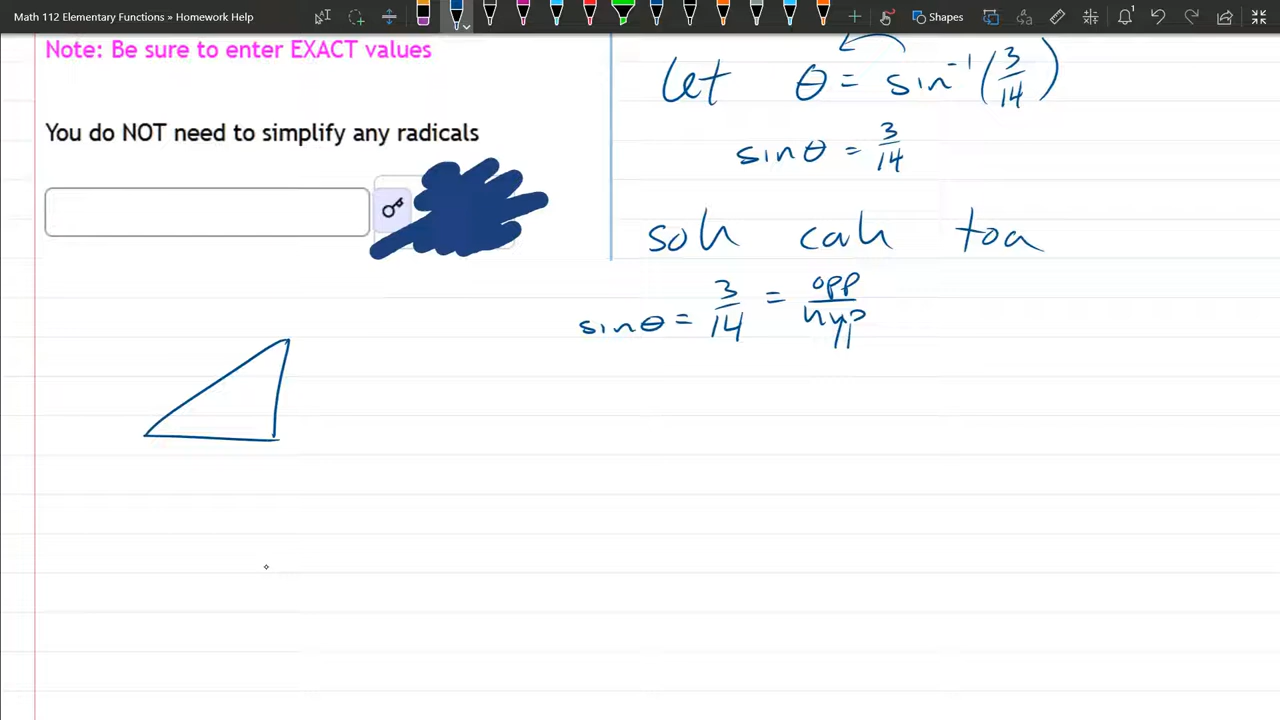 Math 112 Elementary Functions » Homework Help
Shapes
Note: Be sure to enter EXACT values
You do NOT need to simplify any radicals
Let θ = sin⁻¹(3/14)
sinθ = 3/14
soh cah toa
sinθ = 3/14 = opp/hyp